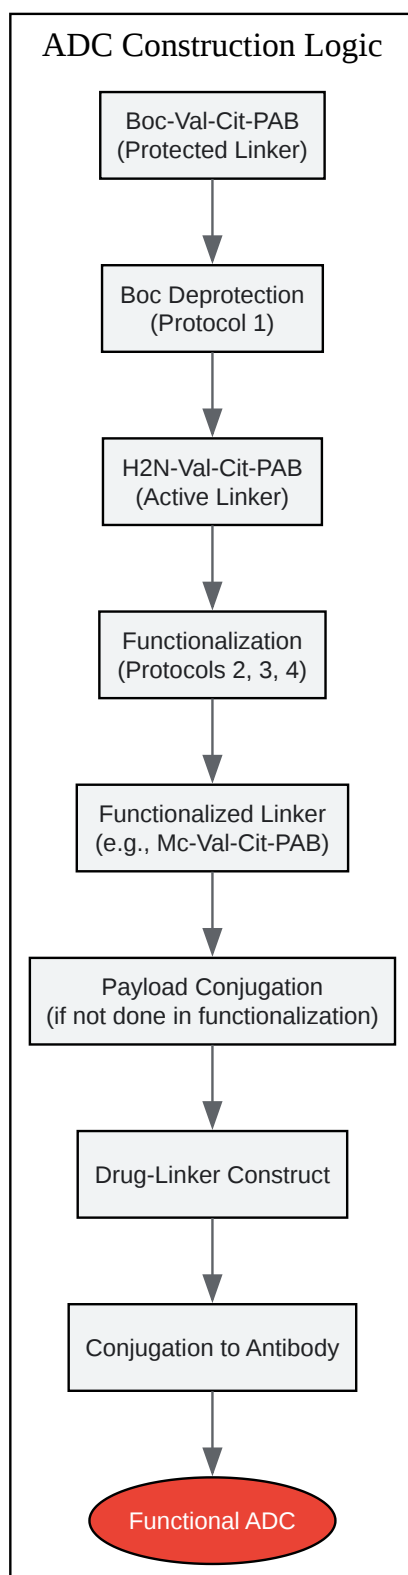 ADC Construction Logic
Boc-Val-Cit-PAB
(Protected Linker)
Boc Deprotection
(Protocol 1)
H2N-Val-Cit-PAB
(Active Linker)
Functionalization
(Protocols 2, 3, 4)
Functionalized Linker
(e.g., Mc-Val-Cit-PAB)
Payload Conjugation
(if not done in functionalization)
Drug-Linker Construct
Conjugation to Antibody
Functional ADC